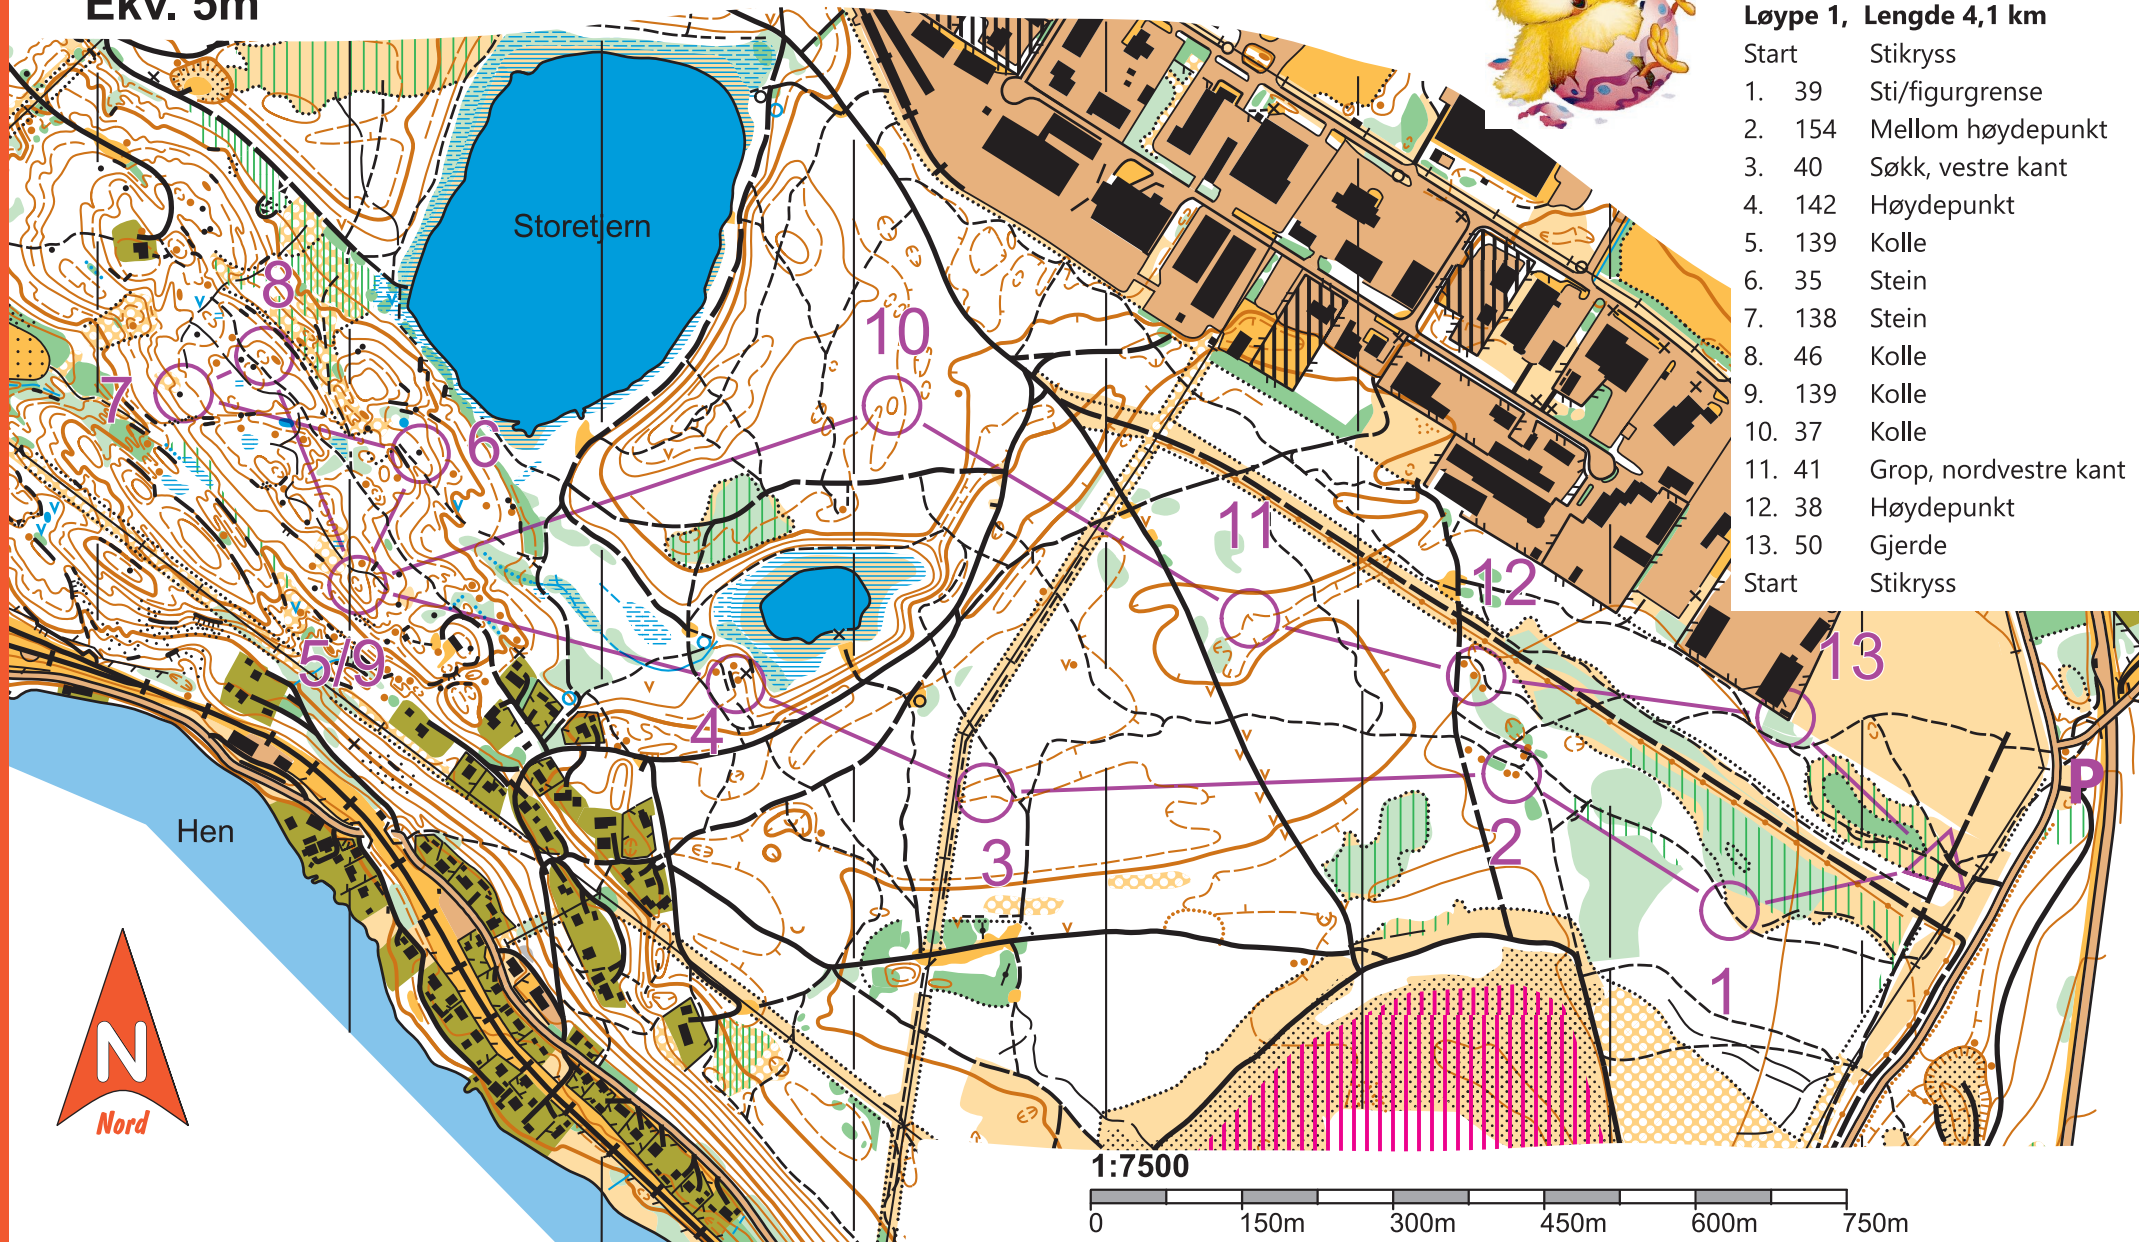 Ekv. 5m
Løype 1, Lengde 4,1 km
Start Stikryss
1. 39 Sti/figurgrense
2. 154 Mellom høydepunkt
3. 40 Søkk, vestre kant
4. 142 Høydepunkt
5. 139 Kolle
6. 35 Stein
7. 138 Stein
8. 46 Kolle
9. 139 Kolle
10. 37 Kolle
11. 41 Grop, nordvestre kant
12. 38 Høydepunkt
13. 50 Gjerde
Start Stikryss
Storetjern
8
10
7
6
11
12
5/9
13
4
P
Hen
3
2
1
N
Nord
1:7500
0 150m 300m 450m 600m 750m